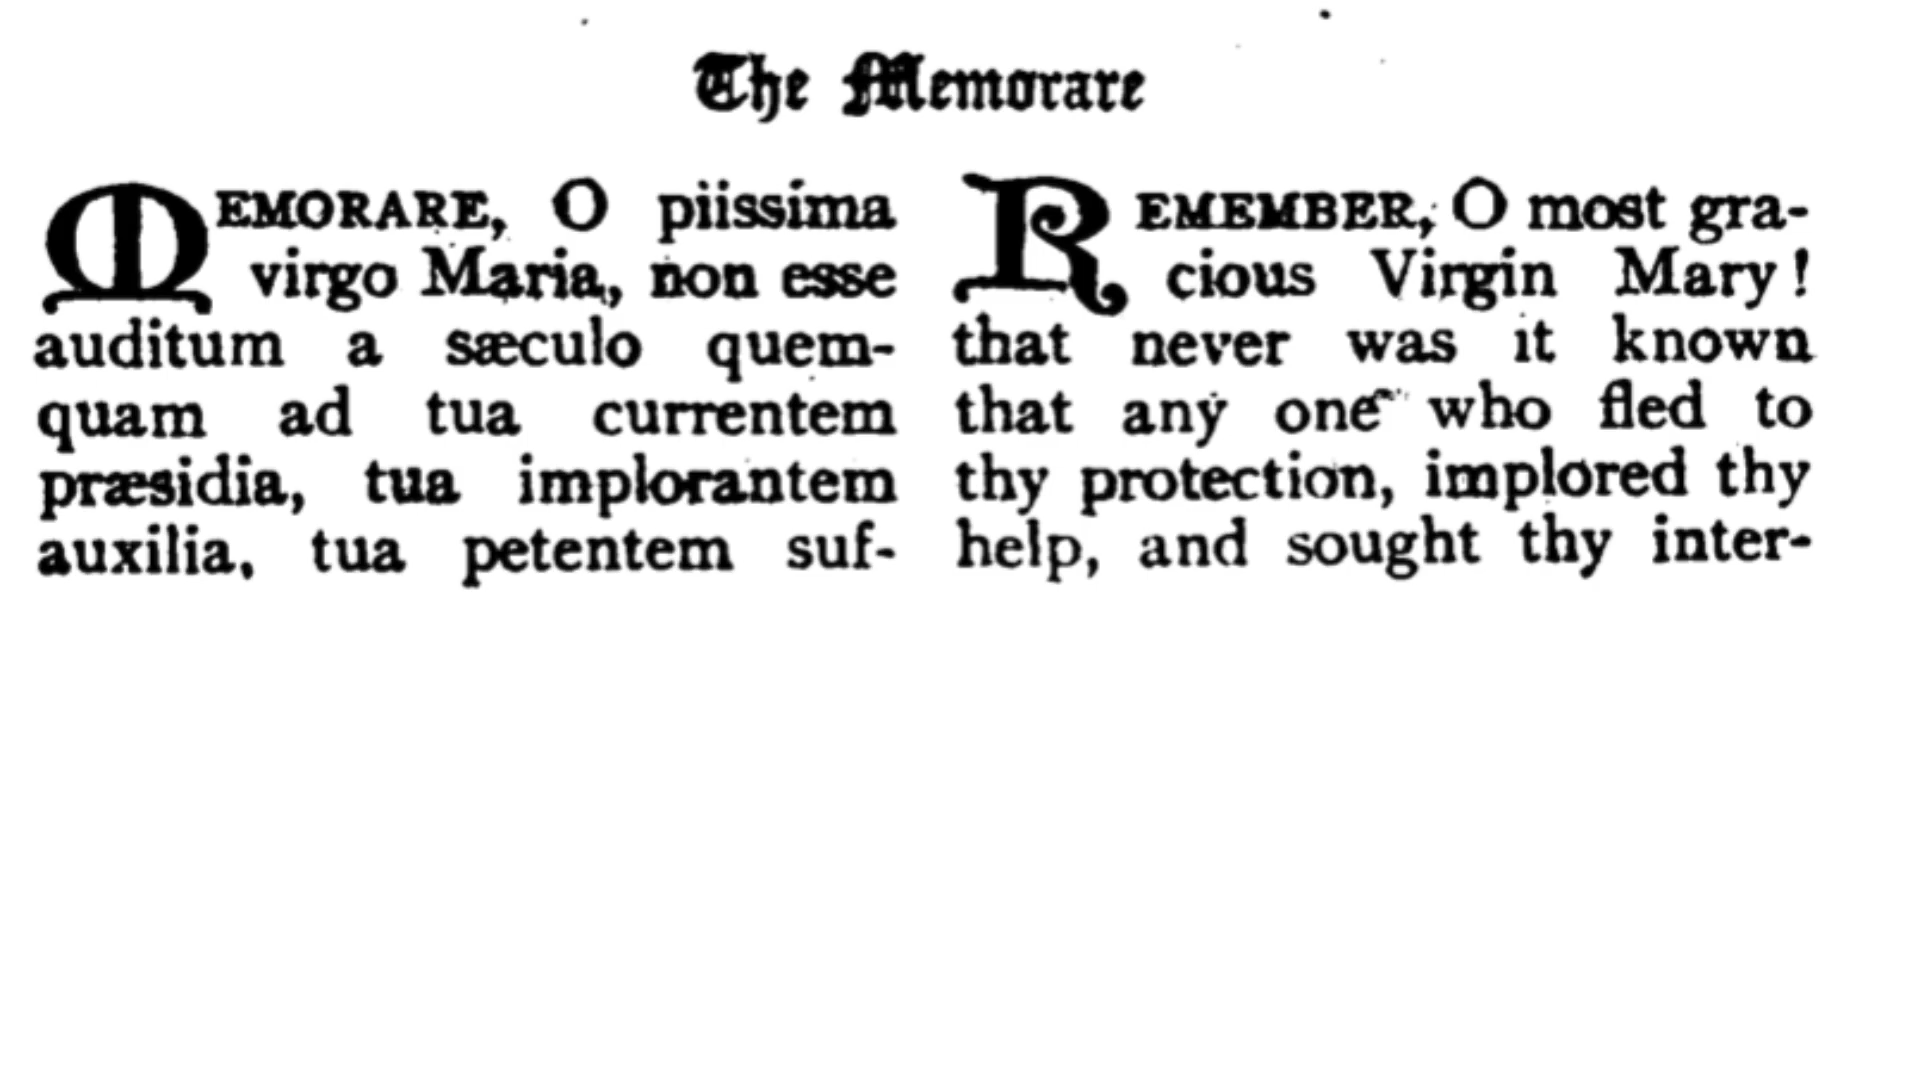 The Memorare
MEMORARE, O piissima
virgo Maria, non esse
auditum a sæculo quem-
quam ad tua currentem
præsidia, tua implorantem
auxilia, tua petentem suf-
REMEMBER, O most gra-
cious Virgin Mary!
that never was it known
that any one who fled to
thy protection, implored thy
help, and sought thy inter-